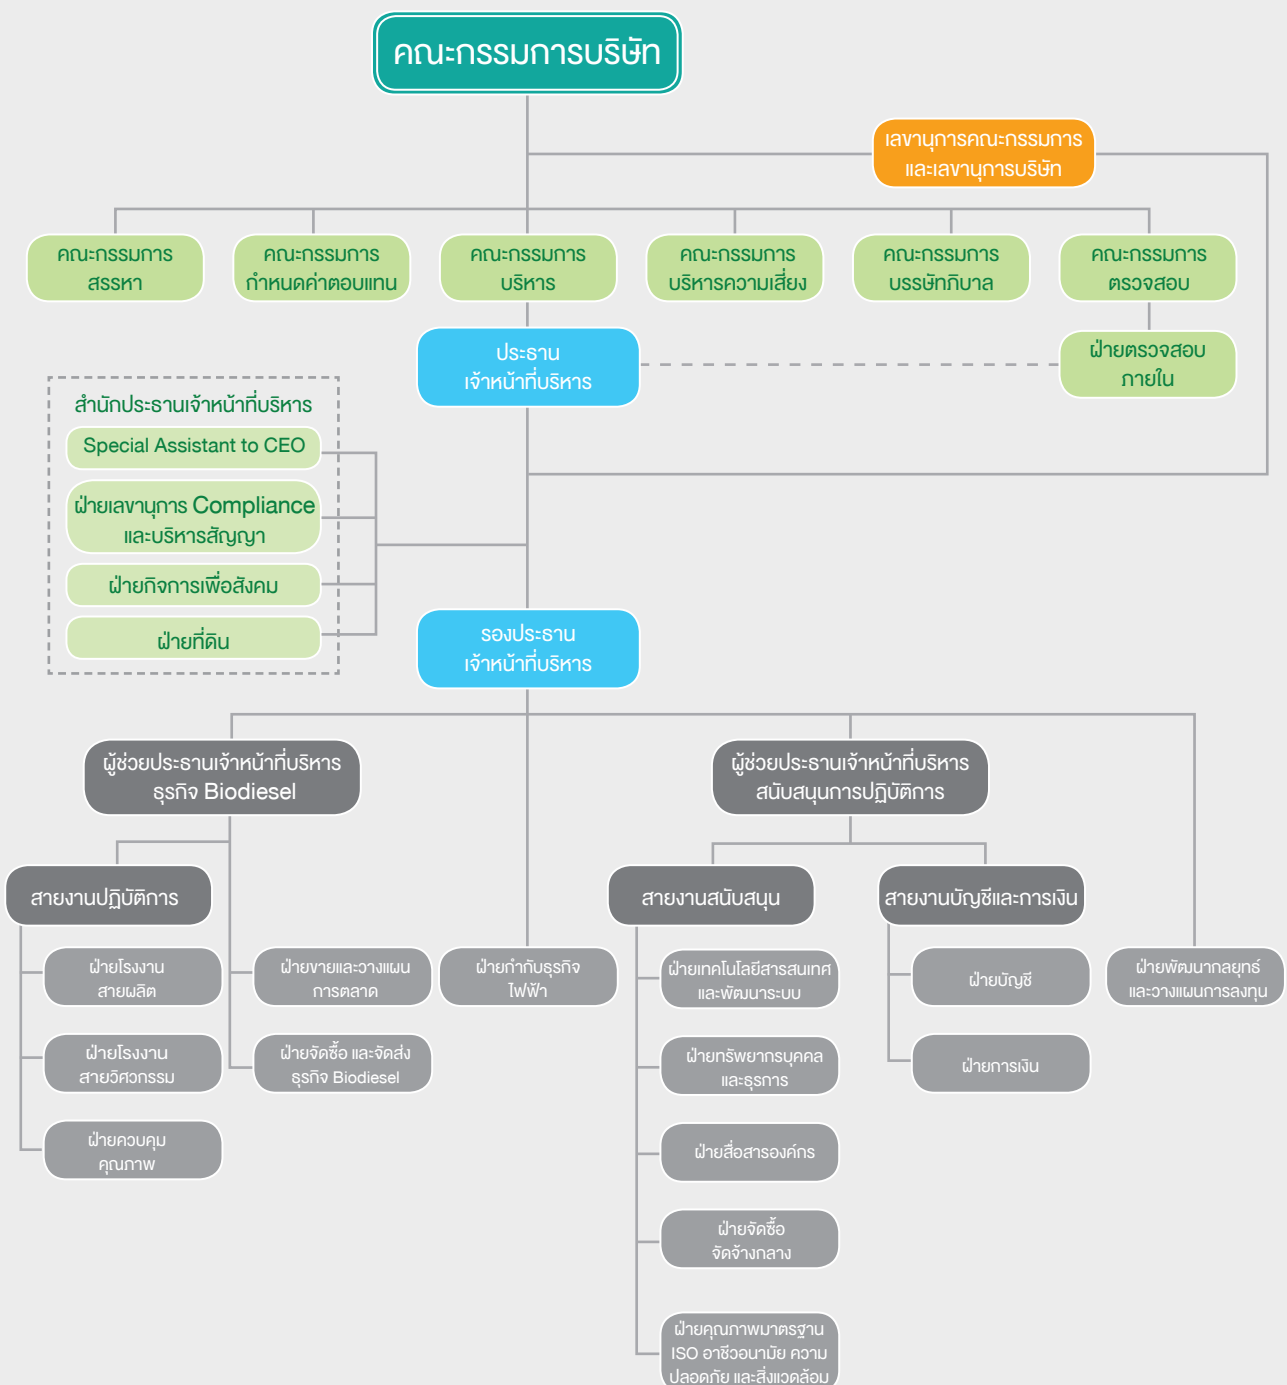 คณะกรรมการบริษัท
เลขานุการคณะกรรมการ
และเลขานุการบริษัท
คณะกรรมการ
สรรหา
คณะกรรมการ
กำหนดค่าตอบแทน
คณะกรรมการ
บริหาร
คณะกรรมการ
บริหารความเสี่ยง
คณะกรรมการ
บรรษัทภิบาล
คณะกรรมการ
ตรวจสอบ
ประธาน
เจ้าหน้าที่บริหาร
ฝ่ายตรวจสอบ
ภายใน
สำนักประธานเจ้าหน้าที่บริหาร
Special Assistant to CEO
ฝ่ายเลขานุการ Compliance
และบริหารสัญญา
ฝ่ายกิจการเพื่อสังคม
ฝ่ายที่ดิน
รองประธาน
เจ้าหน้าที่บริหาร
ผู้ช่วยประธานเจ้าหน้าที่บริหาร
ธุรกิจ Biodiesel
ผู้ช่วยประธานเจ้าหน้าที่บริหาร
สนับสนุนการปฏิบัติการ
สายงานปฏิบัติการ
สายงานสนับสนุน
สายงานบัญชีและการเงิน
ฝ่ายโรงงาน
สายผลิต
ฝ่ายขายและวางแผน
การตลาด
ฝ่ายกำกับธุรกิจ
ไฟฟ้า
ฝ่ายเทคโนโลยีสารสนเทศ
และพัฒนาระบบ
ฝ่ายบัญชี
ฝ่ายพัฒนากลยุทธ์
และวางแผนการลงทุน
ฝ่ายโรงงาน
สายวิศวกรรม
ฝ่ายจัดซื้อ และจัดส่ง
ธุรกิจ Biodiesel
ฝ่ายทรัพยากรบุคคล
และธุรการ
ฝ่ายการเงิน
ฝ่ายควบคุม
คุณภาพ
ฝ่ายสื่อสารองค์กร
ฝ่ายจัดซื้อ
จัดจ้างกลาง
ฝ่ายคุณภาพมาตรฐาน
ISO อาชีวอนามัย ความ
ปลอดภัย และสิ่งแวดล้อม